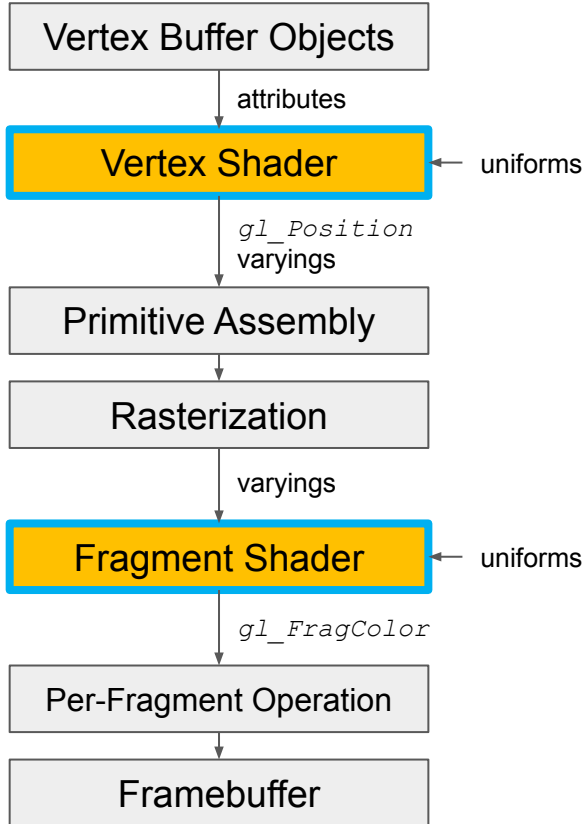 Vertex Buffer Objects
attributes
Vertex Shader
uniforms
gl_Position
varyings
Primitive Assembly
Rasterization
varyings
Fragment Shader
uniforms
gl_FragColor
Per-Fragment Operation
Framebuffer